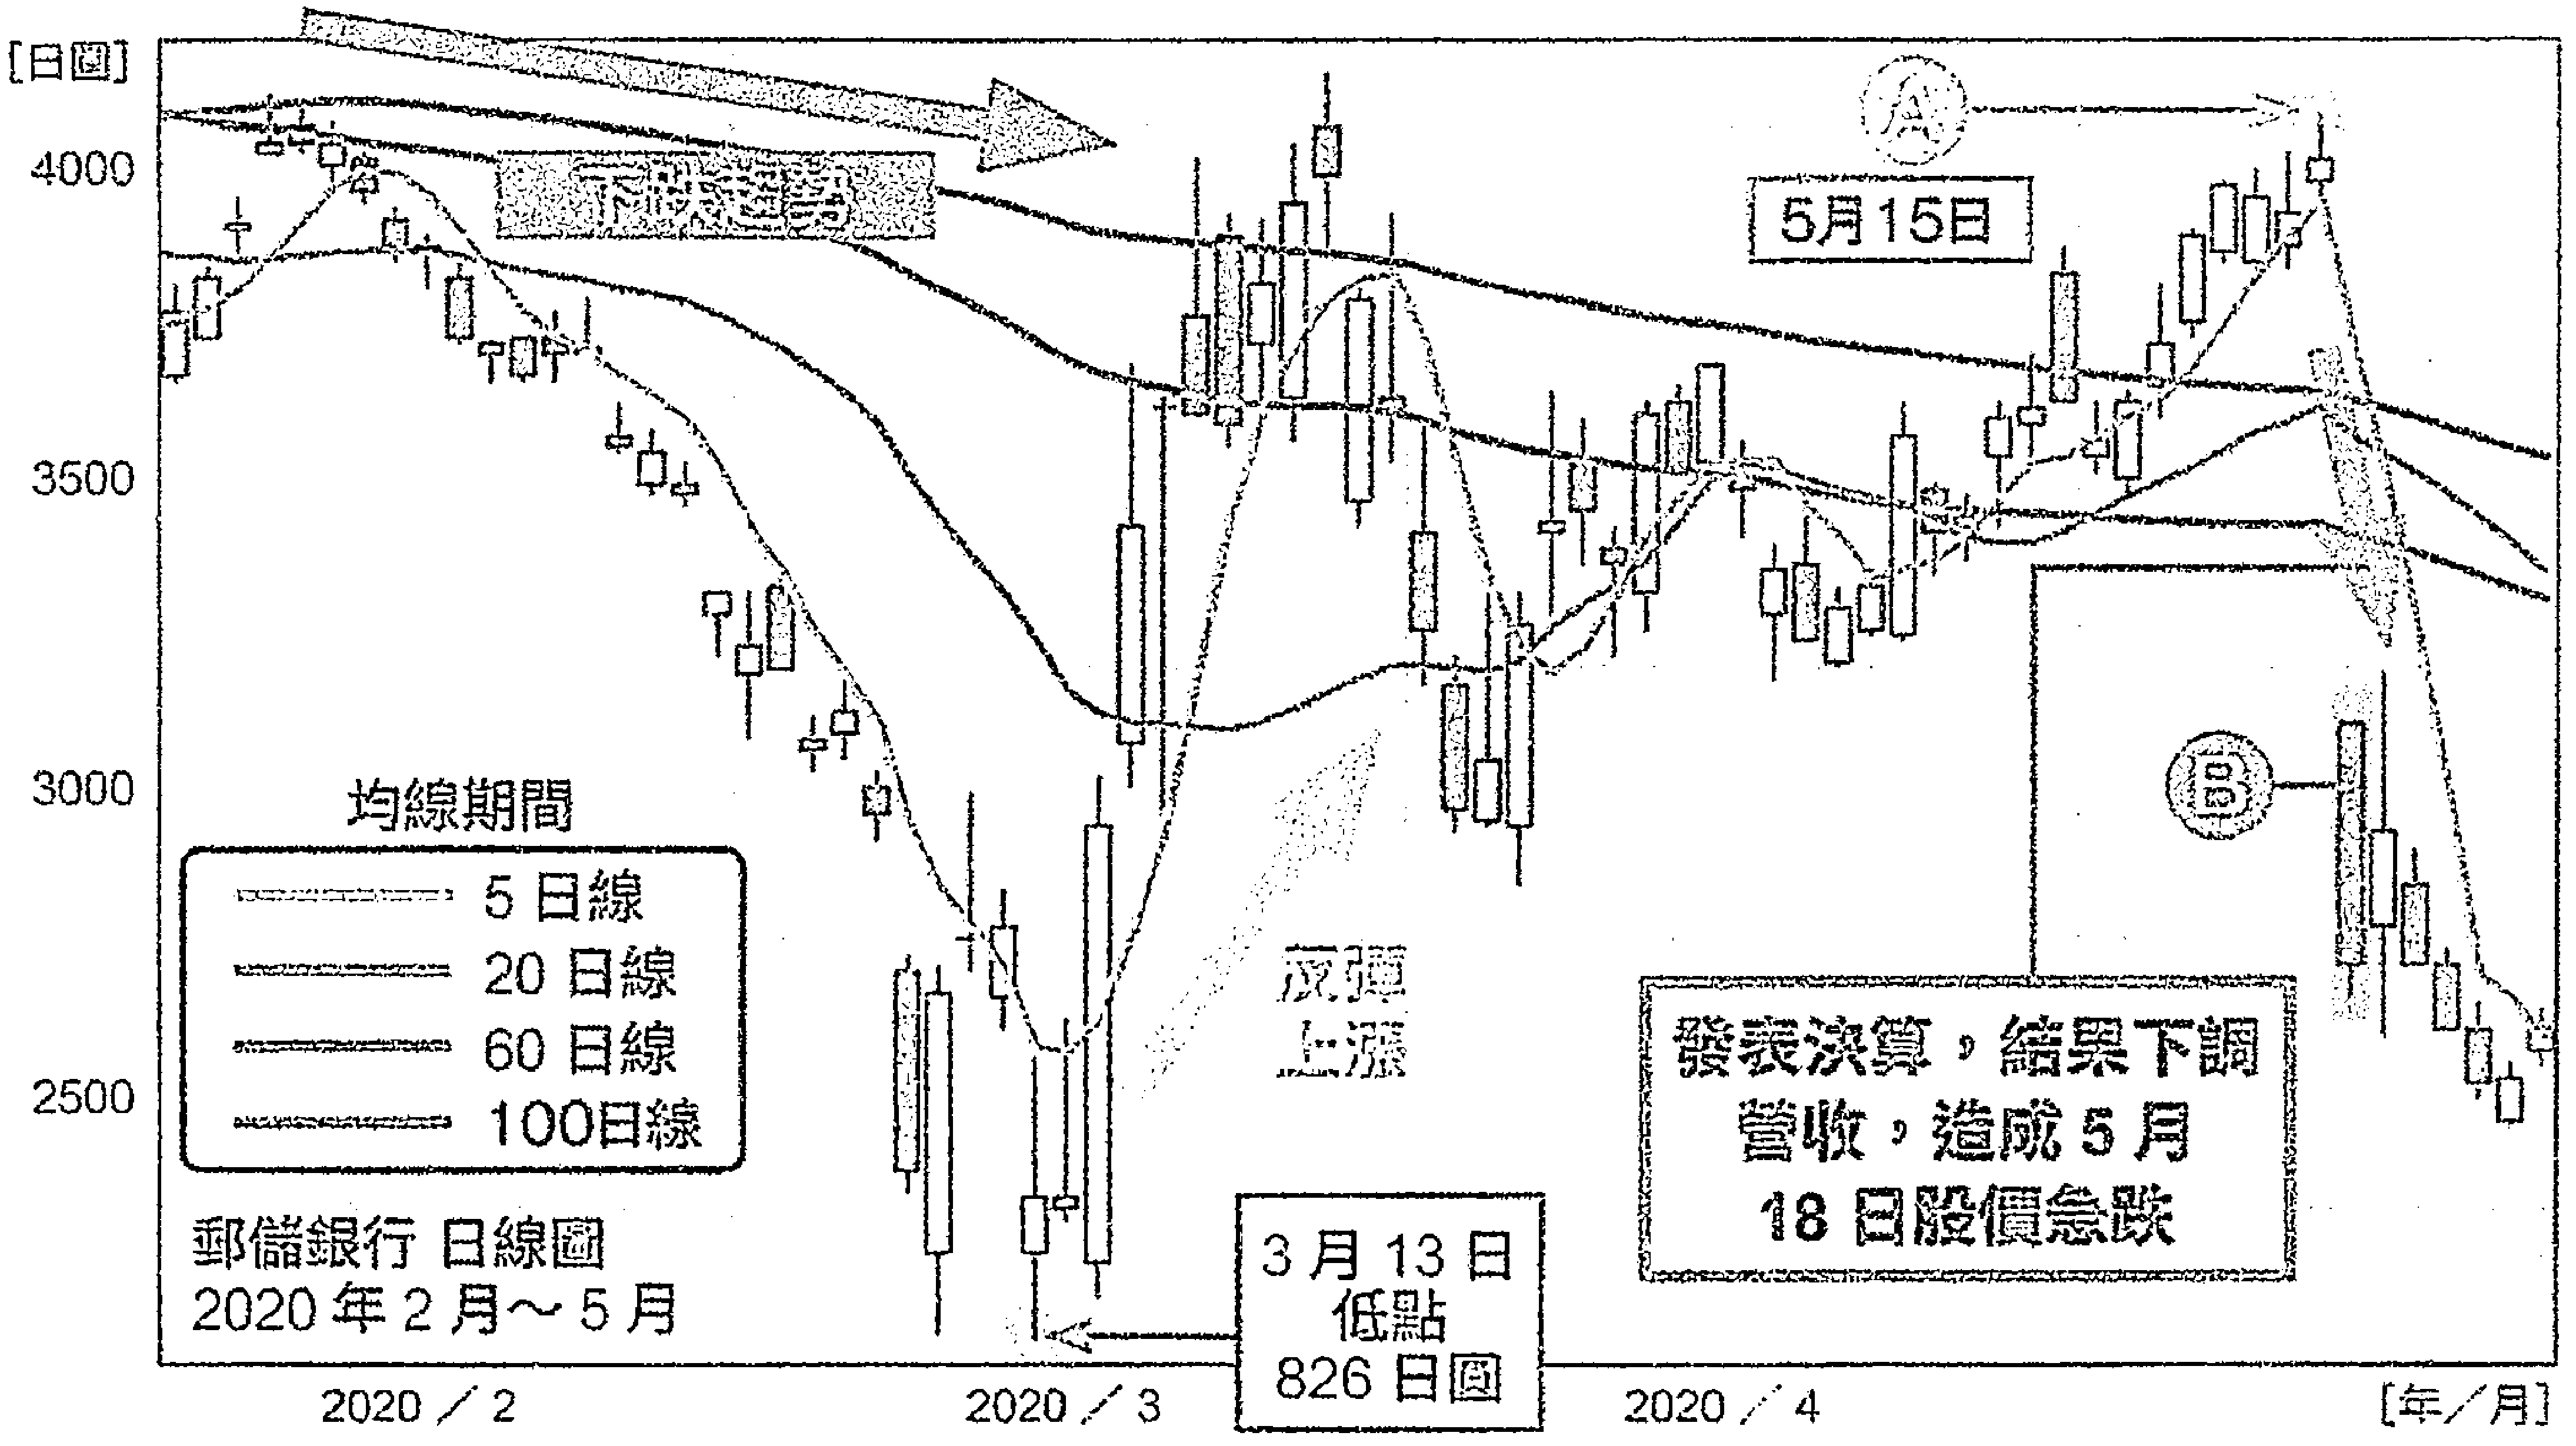 [日圓]
4000
3500
3000
2500
下跌趨勢
A
5月15日
均線期間
5 日線
20 日線
60 日線
100日線
郵儲銀行 日線圖
2020 年 2 月～5 月
反彈
上漲
B
發表決算，結果下調
營收，造成 5 月
18 日股價急跌
3 月 13 日
低點
826 日圓
2020／2
2020／3
2020／4
[年／月]